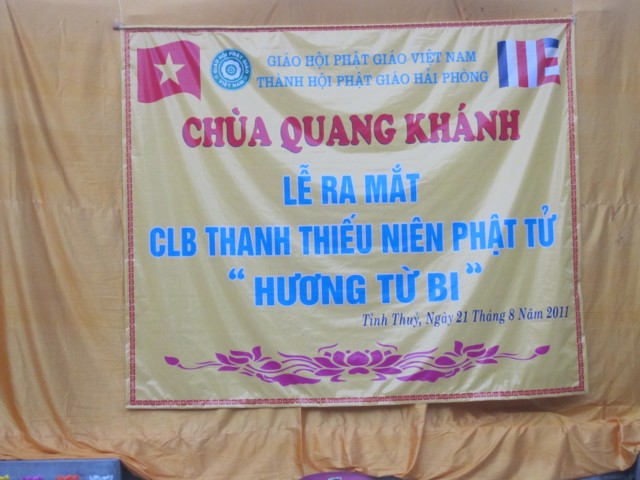 GIÁO HỘI PHẬT GIÁO VIỆT NAM
THÀNH HỘI PHẬT GIÁO HẢI PHÒNG
CHÙA QUANG KHÁNH
LỄ RA MẮT
CLB THANH THIẾU NIÊN PHẬT TỬ
“ HƯƠNG TỪ BI ”
Tỉnh Thuỷ, Ngày 21 Tháng 8 Năm 2011